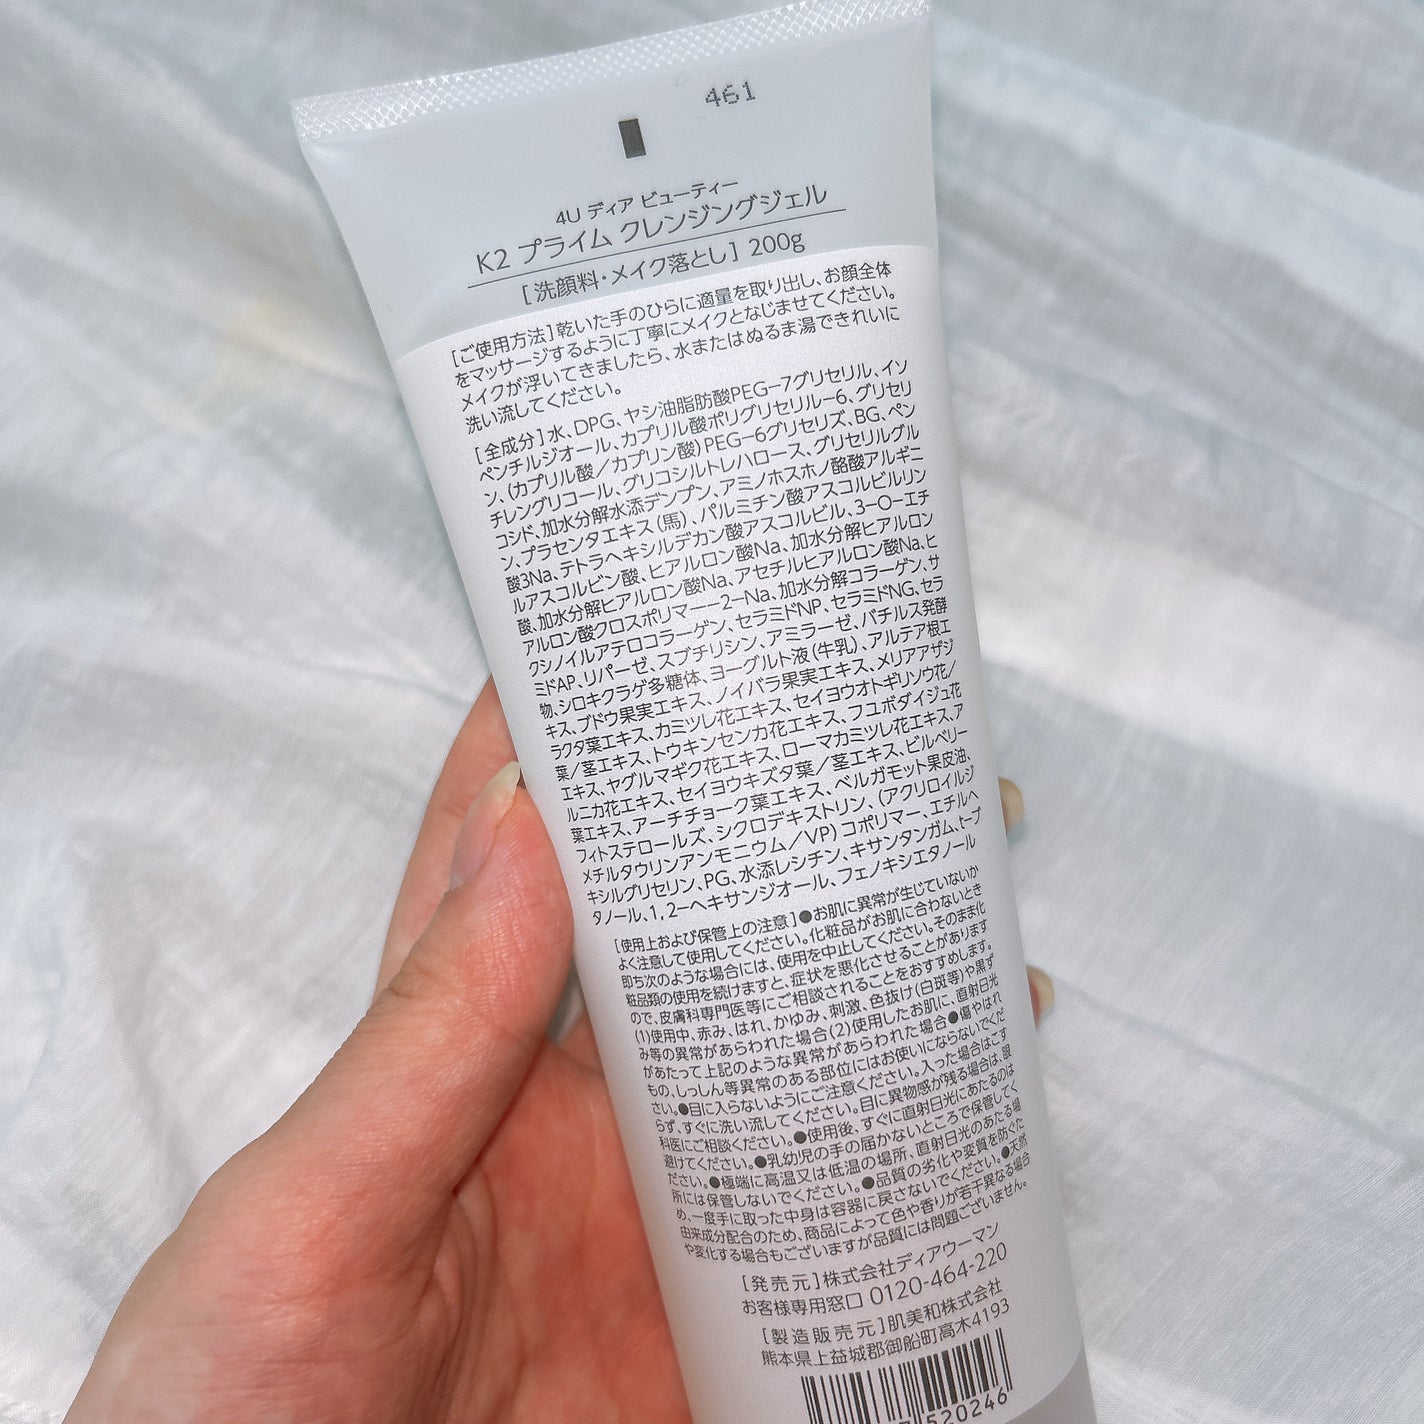 461
4U ディア ビューティー
K2 プライム クレンジングジェル
[洗顔料・メイク落とし] 200g
[ご使用方法]乾いた手のひらに適量を取り出し、お顔全体
をマッサージするように丁寧にメイクとなじませてください。
メイクが浮いてきましたら、水またはぬるま湯できれいに
洗い流してください。
[全成分]水、DPG、ヤシ油脂肪酸PEG-7グリセリル、イソ
ペンチルジオール、カプリル酸ポリグリセリル-6、グリセリ
ン、(カプリル酸/カプリン酸)PEG-6グリセリズ、BG、ペン
チレングリコール、グリコシルトレハロース、グリセリルグル
コシド、加水分解水添デンプン、アミノホスホノ酪酸アルギニ
ン、プラセンタエキス(馬)、パルミチン酸アスコルビルリン
酸3Na、テトラヘキシルデカン酸アスコルビル、3-O-エチ
ルアスコルビン酸、ヒアルロン酸Na、加水分解ヒアルロン
酸、加水分解ヒアルロン酸Na、アセチルヒアルロン酸Na、ヒ
アルロン酸クロスポリマー-2-Na、加水分解コラーゲン、サ
クシノイルアテロコラーゲン、セラミドNP、セラミドNG、セラ
ミドAP、リパーゼ、スブチリシン、アミラーゼ、バチルス発酵
物、シロキクラゲ多糖体、ヨーグルト液(牛乳)、アルテア根エ
キス、ブドウ果実エキス、ノイバラ果実エキス、メリアアザジ
ラクタ葉エキス、カミツレ花エキス、セイヨウオトギリソウ花/
葉/茎エキス、トウキンセンカ花エキス、フユボダイジュ花
エキス、ヤグルマギク花エキス、ローマカミツレ花エキス、ア
ルニカ花エキス、セイヨウキズタ葉/茎エキス、ビルベリー
葉エキス、アーチチョーク葉エキス、ベルガモット果皮油、
フィトステロールズ、シクロデキストリン、(アクリロイルジ
メチルタウリンアンモニウム/VP)コポリマー、エチルヘ
キシルグリセリン、PG、水添レシチン、キサンタンガム、t-ブ
タノール、1,2-ヘキサンジオール、フェノキシエタノール
[使用上および保管上の注意]●お肌に異常が生じていないか
よく注意して使用してください。化粧品がお肌に合わないとき
即ち次のような場合には、使用を中止してください。そのまま化
粧品類の使用を続けますと、症状を悪化させることがあります
ので、皮膚科専門医等にご相談されることをおすすめします。
(1)使用中、赤み、はれ、かゆみ、刺激、色抜け(白斑等)や黒ず
み等の異常があらわれた場合(2)使用したお肌に、直射日光
があたって上記のような異常があらわれた場合●傷やはれ
もの、しっしん等異常のある部位にはお使いにならないでくだ
さい。●目に入らないようにご注意ください。入った場合はこす
らず、すぐに洗い流してください。目に異物感が残る場合は、眼
科医にご相談ください。●使用後、すぐに直射日光にあたるのは
避けてください。●乳幼児の手の届かないところで保管してく
ださい。●極端に高温又は低温の場所、直射日光のあたる場
所には保管しないでください。●品質の劣化や変質を防ぐた
め、一度手に取った中身は容器に戻さないでください。●天然
由来成分配合のため、商品によって色や香りが若干異なる場合
や変化する場合もございますが品質には問題ございません。
[発売元]株式会社ディアウーマン
お客様専用窓口 0120-464-220
[製造販売元]肌美和株式会社
熊本県上益城郡御船町高木4193
520246